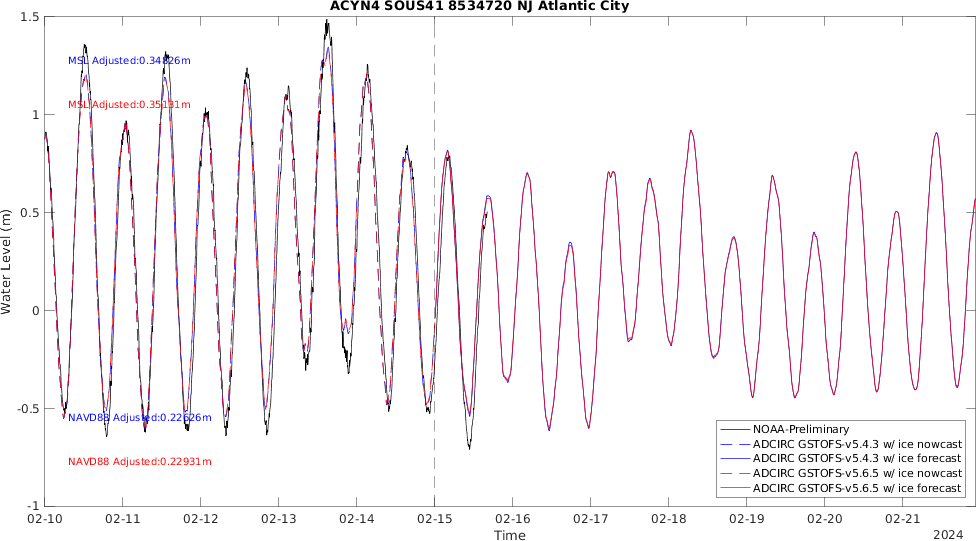 ACYN4 SOUS41 8534720 NJ Atlantic City
1.5
1
0.5
0
-0.5
-1
Water Level (m)
MSL Adjusted:0.34826m
MSL Adjusted:0.35131m
NAVD88 Adjusted:0.22626m
NAVD88 Adjusted:0.22931m
NOAA-Preliminary
ADCIRC GSTOFS-v5.4.3 w/ ice nowcast
ADCIRC GSTOFS-v5.4.3 w/ ice forecast
ADCIRC GSTOFS-v5.6.5 w/ ice nowcast
ADCIRC GSTOFS-v5.6.5 w/ ice forecast
02-10 02-11 02-12 02-13 02-14 02-15 02-16 02-17 02-18 02-19 02-20 02-21
Time
2024